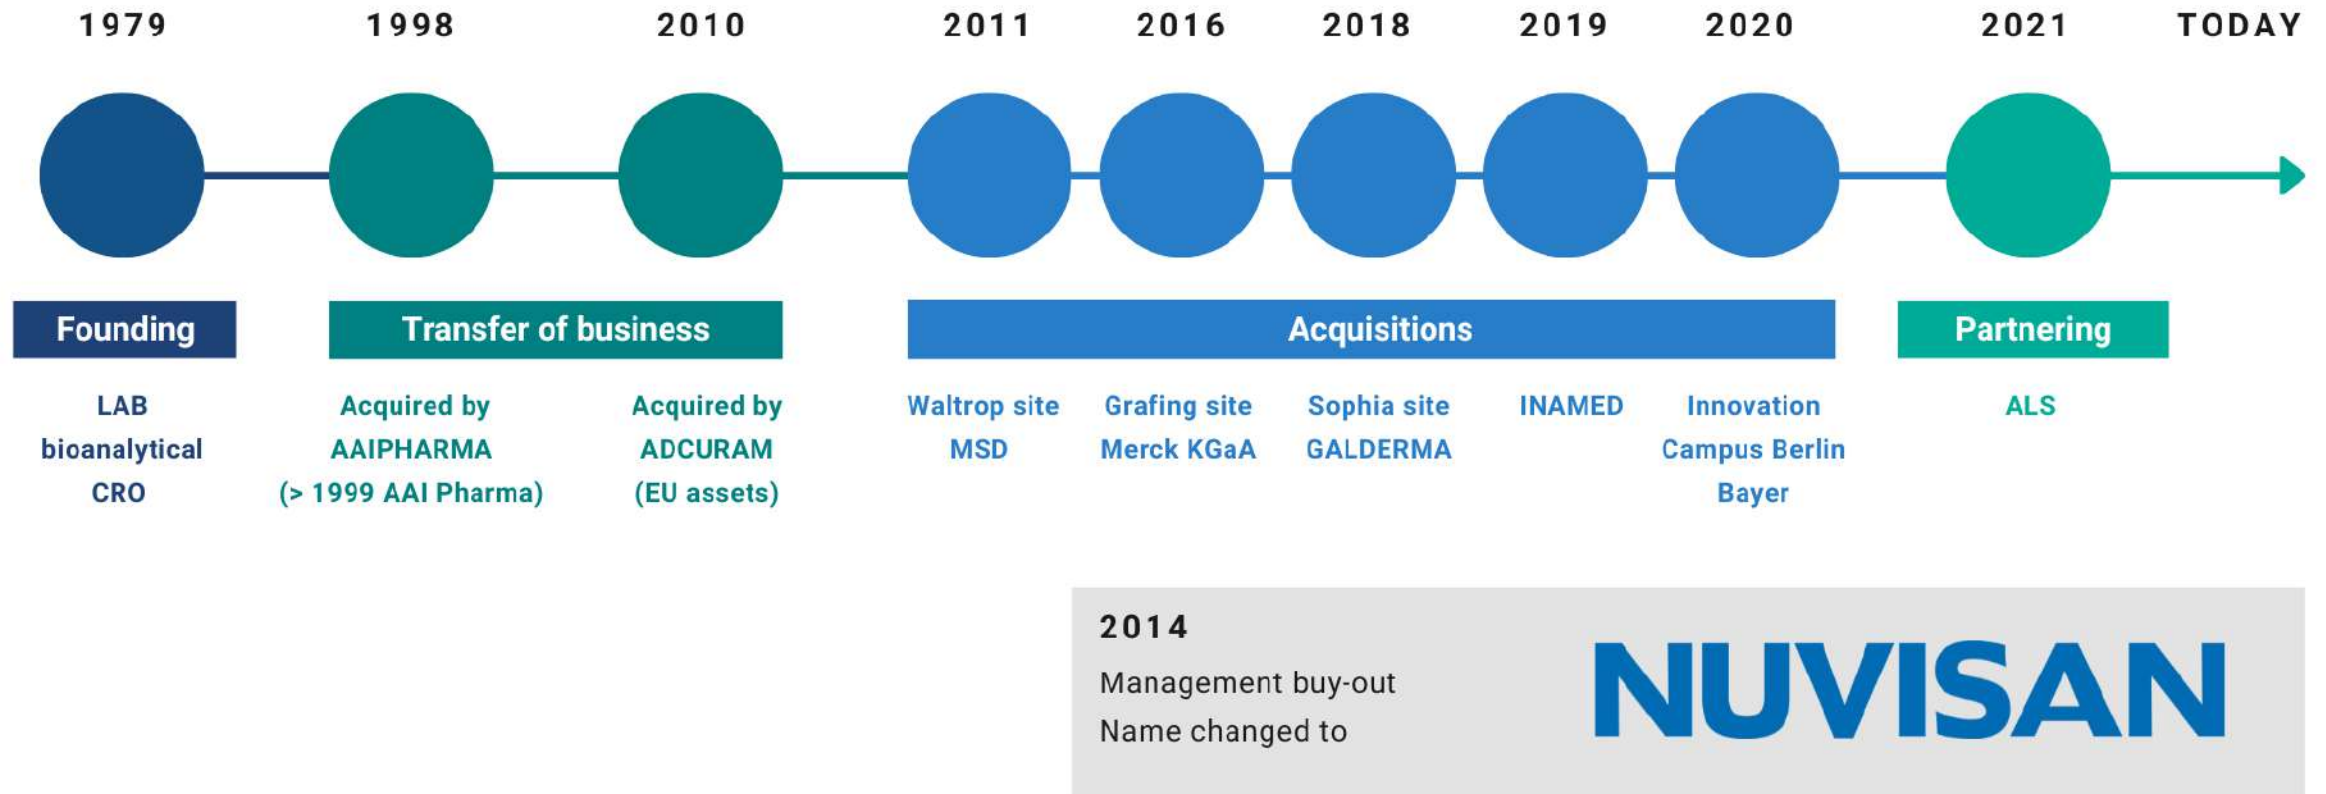 1979 1998 2010 2011 2016 2018 2019 2020 2021 TODAY
Founding Transfer of business Acquisitions Partnering
LAB
bioanalytical
CRO
Acquired by
AAIPHARMA
(> 1999 AAI Pharma)
Acquired by
ADCURAM
(EU assets)
Waltrop site
MSD
Grafing site
Merck KGaA
Sophia site
GALDERMA
INAMED
Innovation
Campus Berlin
Bayer
ALS
2014
Management buy-out
Name changed to
NUVISAN